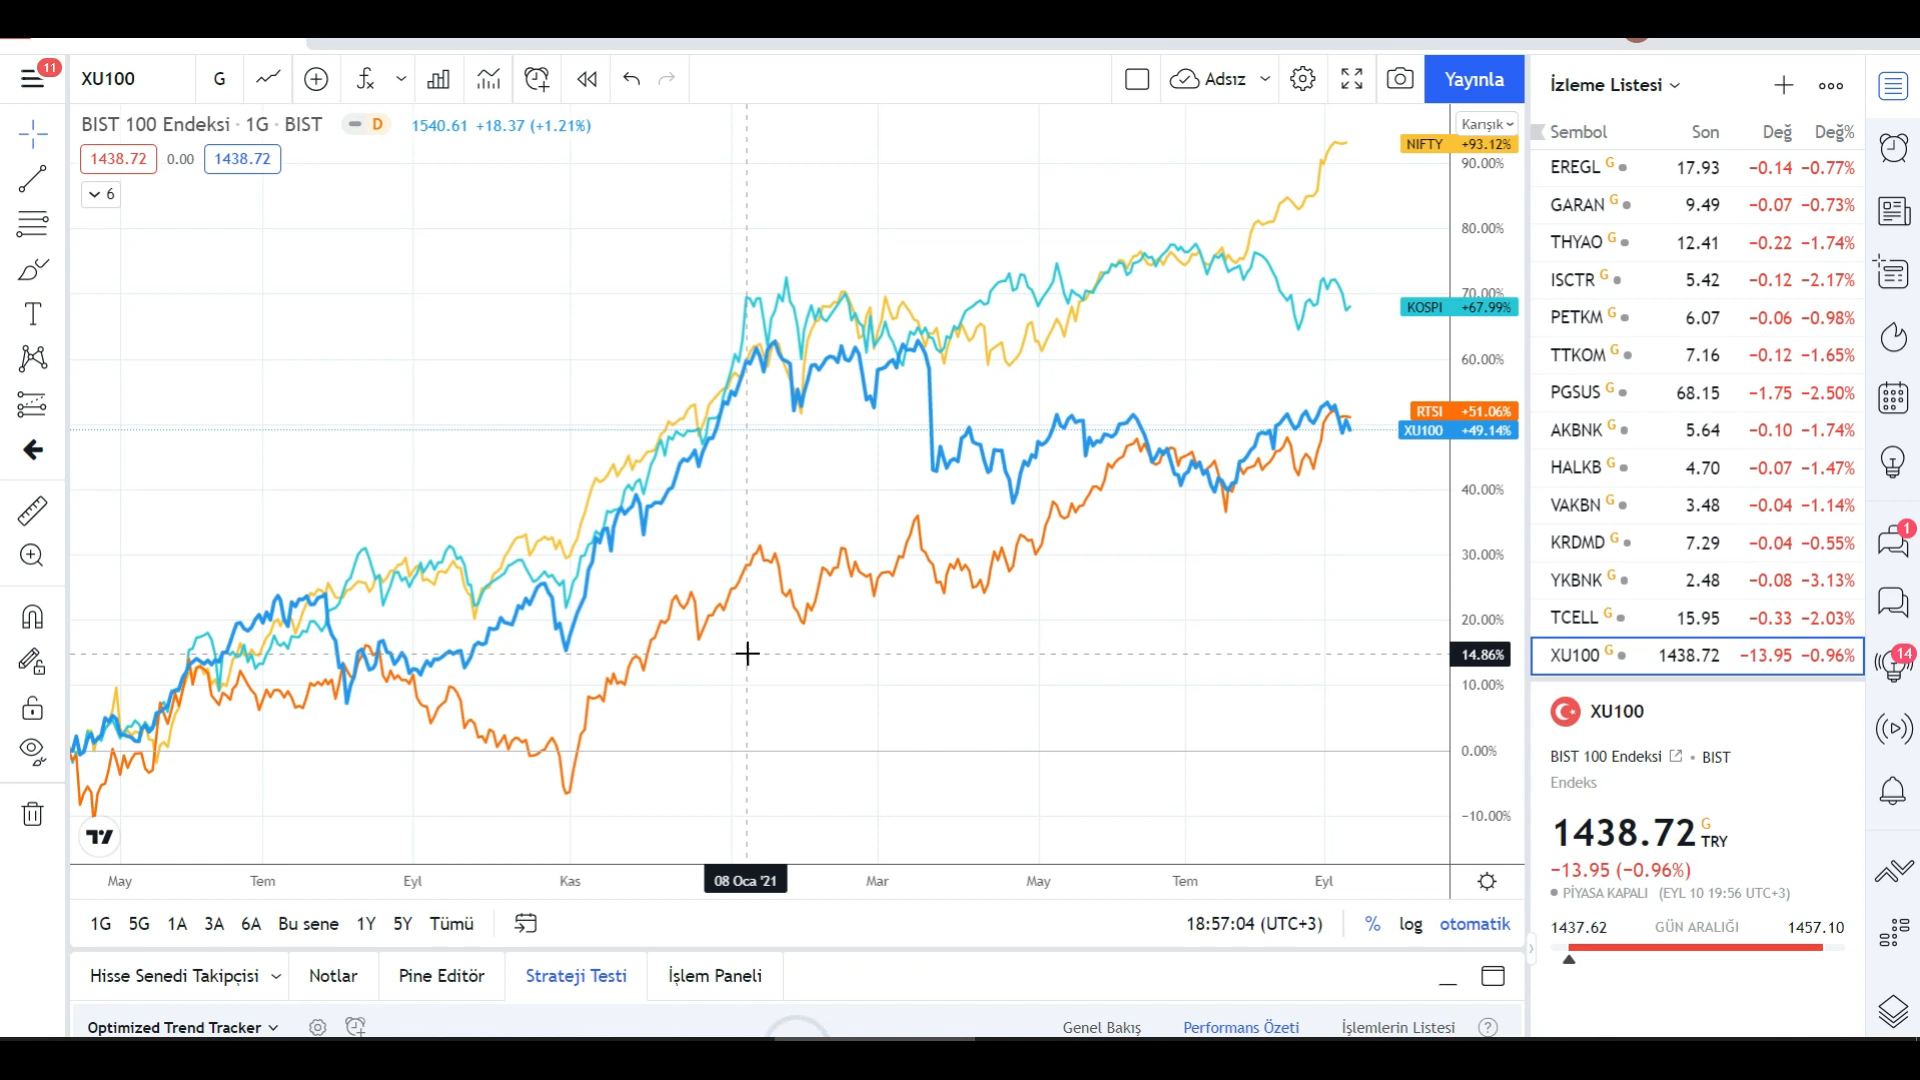 11
XU100
G
Adsız
Yayınla
BIST 100 Endeksi · 1G · BIST
D
1540.61 +18.37 (+1.21%)
1438.72 0.00 1438.72
6
Karışık
NIFTY +93.12%
90.00%
80.00%
70.00%
KOSPI +67.99%
60.00%
RTSI +51.06%
XU100 +49.14%
40.00%
30.00%
20.00%
14.86%
10.00%
0.00%
−10.00%
May Tem Eyl Kas 08 Oca '21 Mar May Tem Eyl
1G 5G 1A 3A 6A Bu sene 1Y 5Y Tümü
18:57:04 (UTC+3) % log otomatik
Hisse Senedi Takipçisi Notlar Pine Editör Strateji Testi İşlem Paneli
Optimized Trend Tracker
Genel Bakış Performans Özeti İşlemlerin Listesi ?
İzleme Listesi
Sembol Son Değ Değ%
EREGL G 17.93 −0.14 −0.77%
GARAN G 9.49 −0.07 −0.73%
THYAO G 12.41 −0.22 −1.74%
ISCTR G 5.42 −0.12 −2.17%
PETKM G 6.07 −0.06 −0.98%
TTKOM G 7.16 −0.12 −1.65%
PGSUS G 68.15 −1.75 −2.50%
AKBNK G 5.64 −0.10 −1.74%
HALKB G 4.70 −0.07 −1.47%
VAKBN G 3.48 −0.04 −1.14%
KRDMD G 7.29 −0.04 −0.55%
YKBNK G 2.48 −0.08 −3.13%
TCELL G 15.95 −0.33 −2.03%
XU100 G 1438.72 −13.95 −0.96%
XU100
BIST 100 Endeksi • BIST
Endeks
1438.72 G TRY
−13.95 (−0.96%)
PİYASA KAPALI (EYL 10 19:56 UTC+3)
1437.62 GÜN ARALIĞI 1457.10
1
14